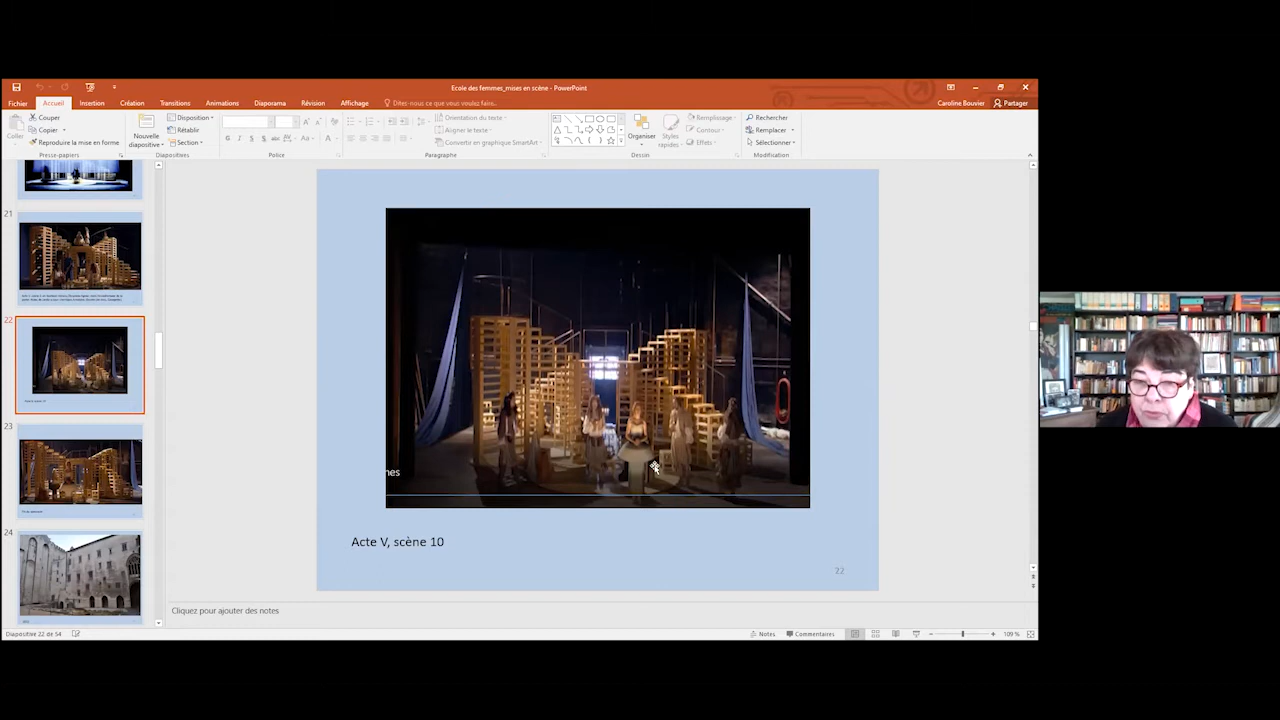 Ecole des femmes_mises en scène - PowerPoint
Caroline Bouvier
Partager
Fichier Accueil Insertion Création Transitions Animations Diaporama Révision Affichage Dites-nous ce que vous voulez faire.
Coller
Couper
Copier
Reproduire la mise en forme
Presse-papiers
Nouvelle diapositive
Disposition
Rétablir
Section
Diapositives
G I S S abc AV Aa A
Police
Orientation du texte
Aligner le texte
Convertir en graphique SmartArt
Paragraphe
Organiser
Styles rapides
Remplissage
Contour
Effets
Dessin
Rechercher
Remplacer
Sélectionner
Modification
21
22
23
24
nes
Acte V, scène 10
22
Cliquez pour ajouter des notes
Diapositive 22 de 54
Notes
Commentaires
109 %